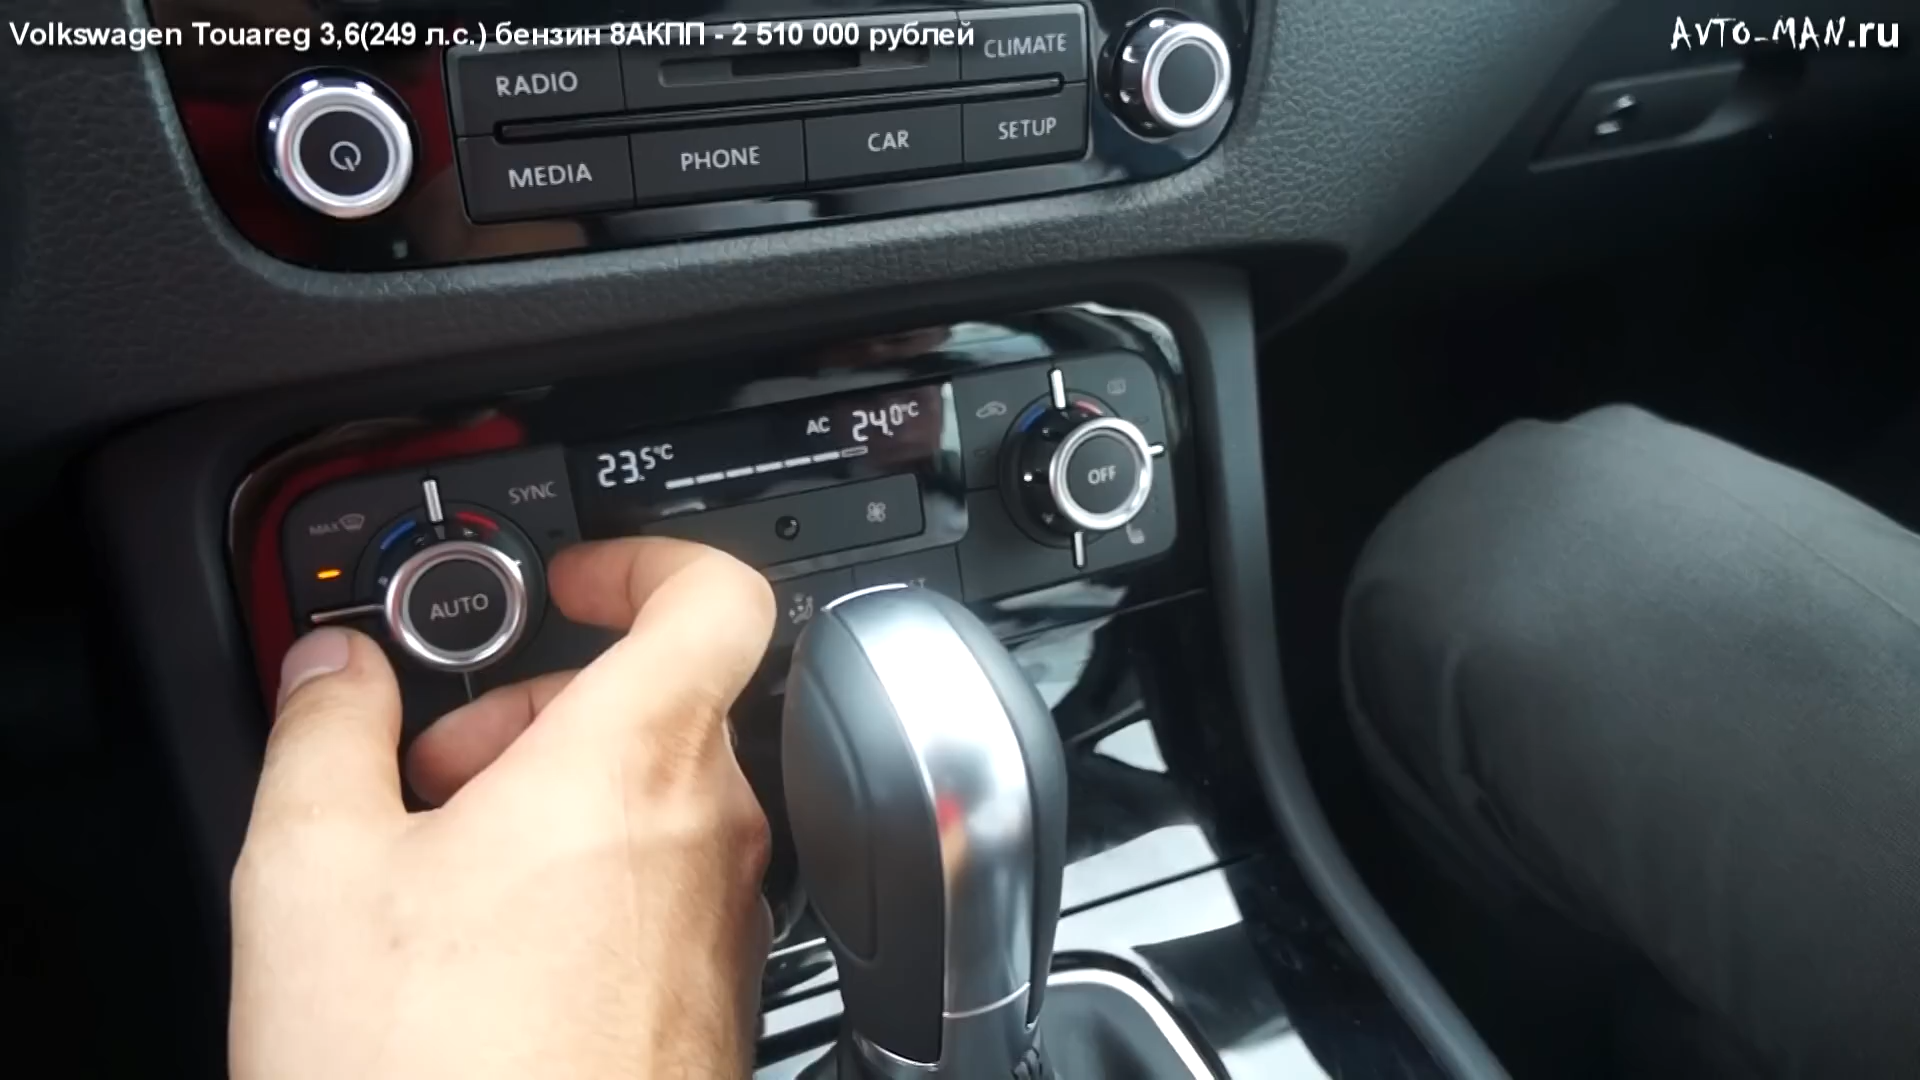 Volkswagen Touareg 3,6(249 л.с.) бензин 8АКПП - 2 510 000 рублей
AVTO-MAN.ru
RADIO
CLIMATE
MEDIA
PHONE
CAR
SETUP
MAX
SYNC
23.5°C
AC
24.0°C
AUTO
OFF